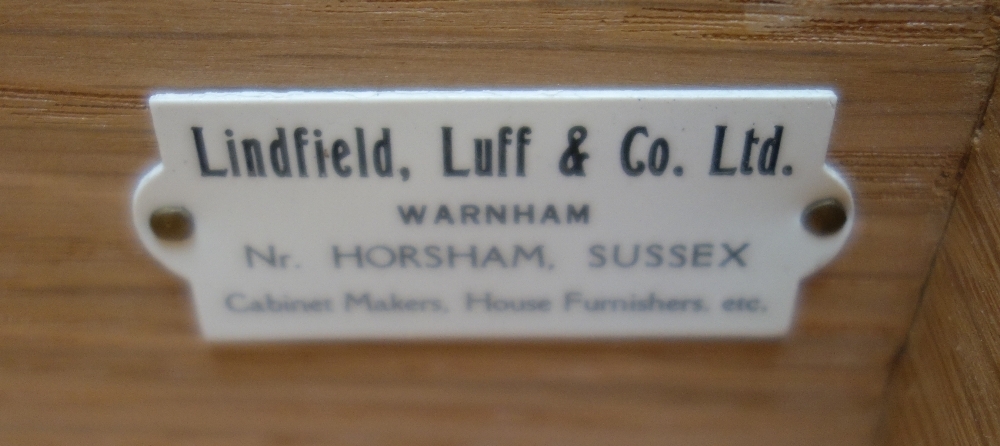 Lindfield, Luff & Co. Ltd.
WARNHAM
Nr. HORSHAM, SUSSEX
Cabinet Makers, House Furnishers, etc.